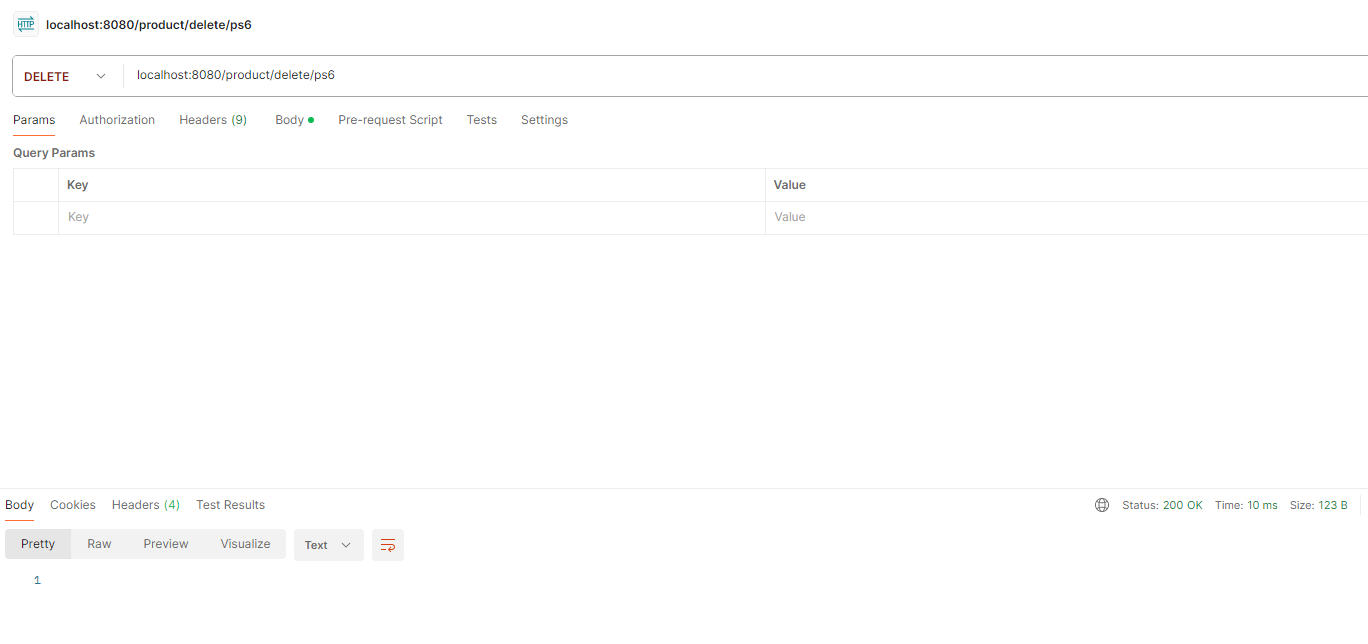 HTTP localhost:8080/product/delete/ps6
DELETE localhost:8080/product/delete/ps6
Params Authorization Headers (9) Body Pre-request Script Tests Settings
Query Params
Key Value
Key Value
Body Cookies Headers (4) Test Results Status: 200 OK Time: 10 ms Size: 123 B
Pretty Raw Preview Visualize Text
1